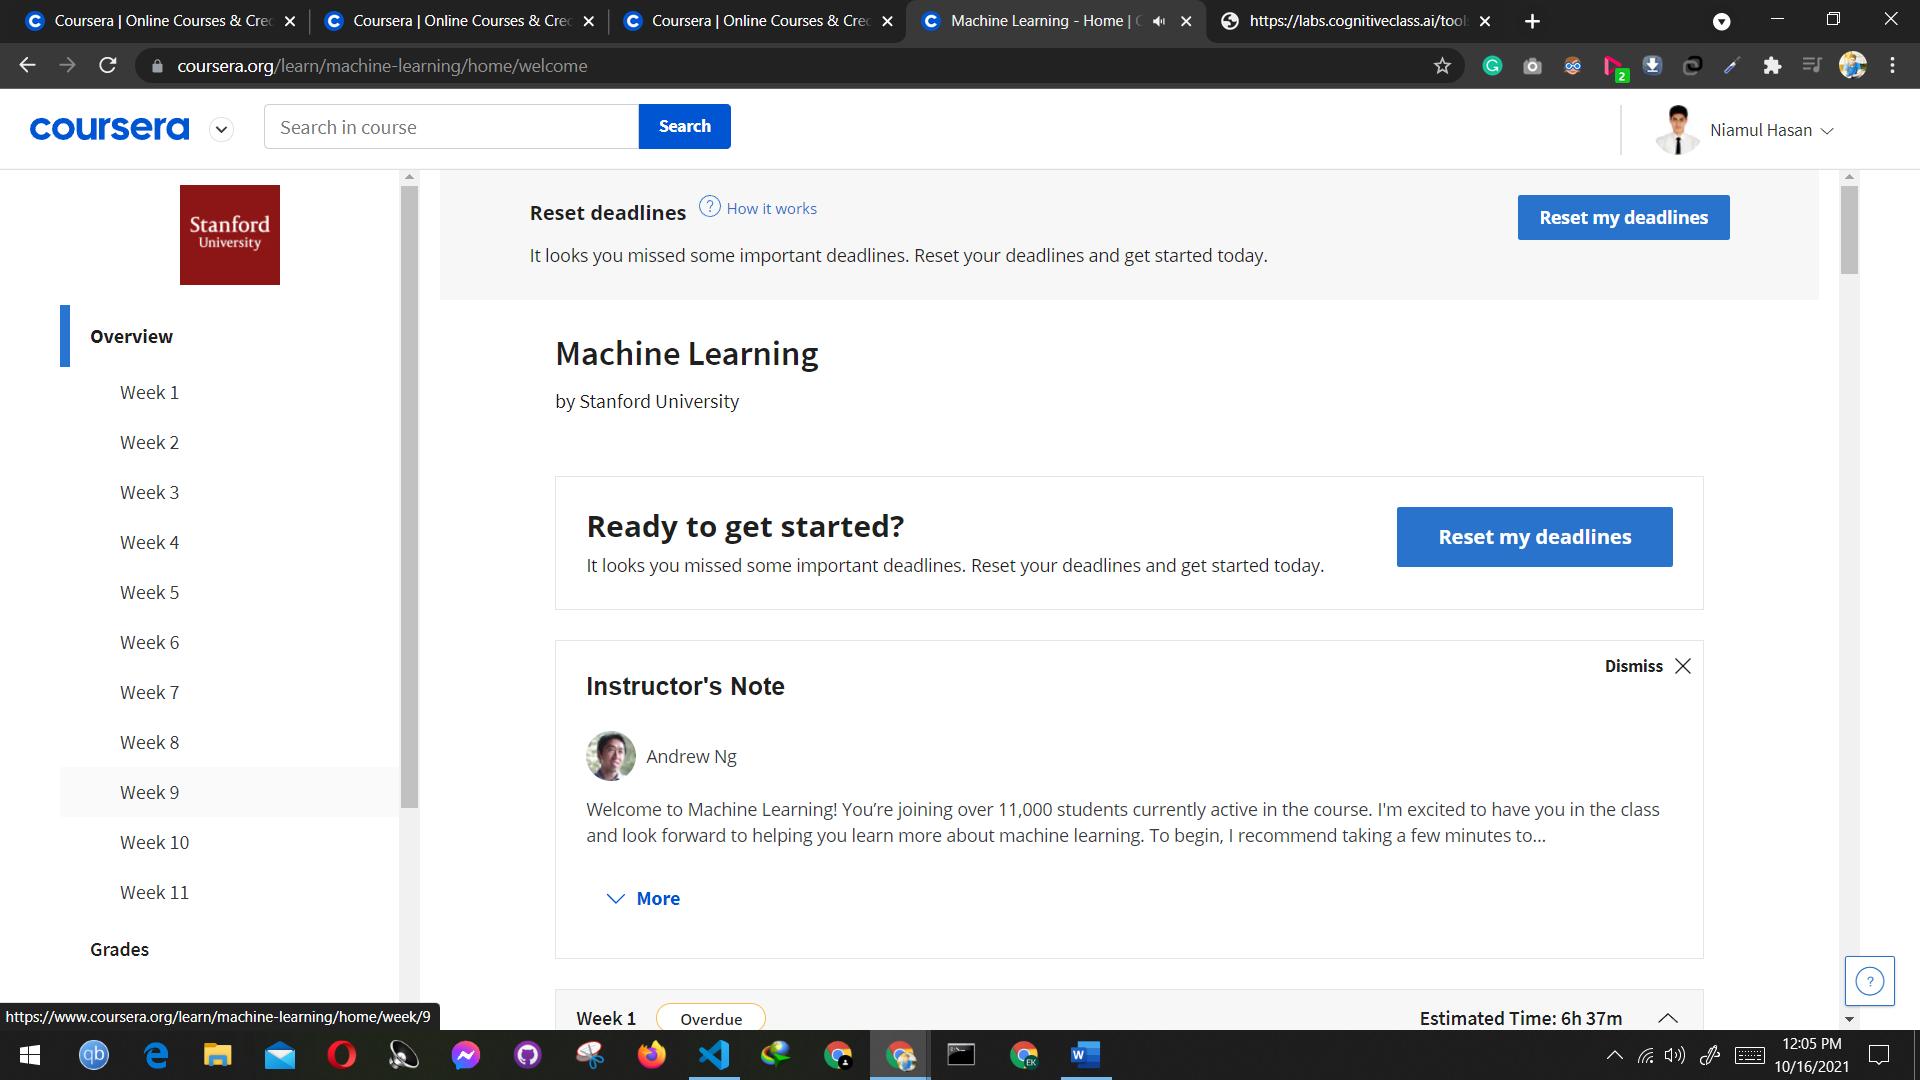 Coursera | Online Courses & Cre
Coursera | Online Courses & Cre
Coursera | Online Courses & Cre
Machine Learning - Home |
https://labs.cognitiveclass.ai/tool
coursera.org/learn/machine-learning/home/welcome
2
coursera
Search in course
Search
Niamul Hasan
Stanford
University
Reset deadlines
? How it works
Reset my deadlines
It looks you missed some important deadlines. Reset your deadlines and get started today.
Overview
Week 1
Week 2
Week 3
Week 4
Week 5
Week 6
Week 7
Week 8
Week 9
Week 10
Week 11
Grades
Machine Learning
by Stanford University
Ready to get started?
It looks you missed some important deadlines. Reset your deadlines and get started today.
Reset my deadlines
Dismiss
Instructor's Note
Andrew Ng
Welcome to Machine Learning! You’re joining over 11,000 students currently active in the course. I'm excited to have you in the class
and look forward to helping you learn more about machine learning. To begin, I recommend taking a few minutes to...
More
Week 1
Overdue
Estimated Time: 6h 37m
?
https://www.coursera.org/learn/machine-learning/home/week/9
qb
EK
W
12:05 PM
10/16/2021